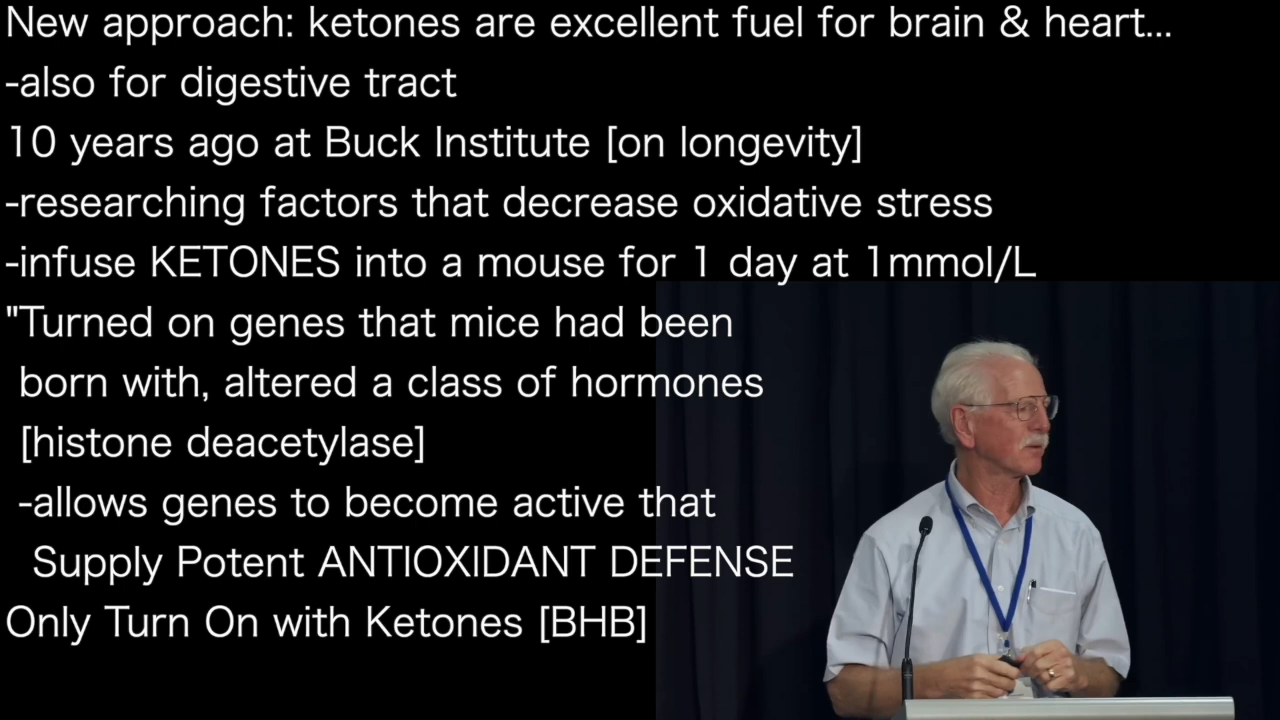 New approach: ketones are excellent fuel for brain & heart...
-also for digestive tract
10 years ago at Buck Institute [on longevity]
-researching factors that decrease oxidative stress
-infuse KETONES into a mouse for 1 day at 1mmol/L
"Turned on genes that mice had been
born with, altered a class of hormones
[histone deacetylase]
-allows genes to become active that
Supply Potent ANTIOXIDANT DEFENSE
Only Turn On with Ketones [BHB]